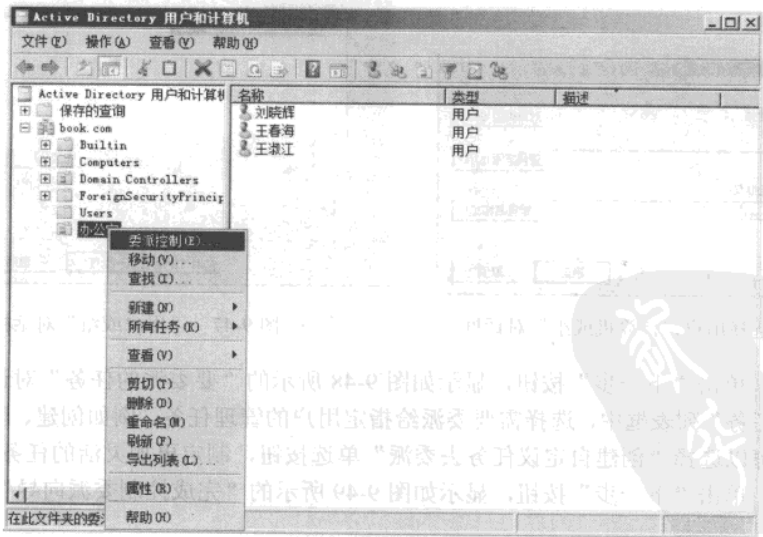 Active Directory 用户和计算机
文件(F) 操作(A) 查看(V) 帮助(H)
Active Directory 用户和计算机
保存的查询
book.com
Builtin
Computers
Domain Controllers
ForeignSecurityPrincip
Users
办公室
名称 类型 描述
刘晓辉 用户
王春海 用户
王淑江 用户
委派控制(E)...
移动(V)...
查找(I)...
新建(N)
所有任务(K)
查看(V)
剪切(T)
删除(D)
重命名(M)
刷新(F)
导出列表(L)...
属性(R)
帮助(H)
在此文件夹的委